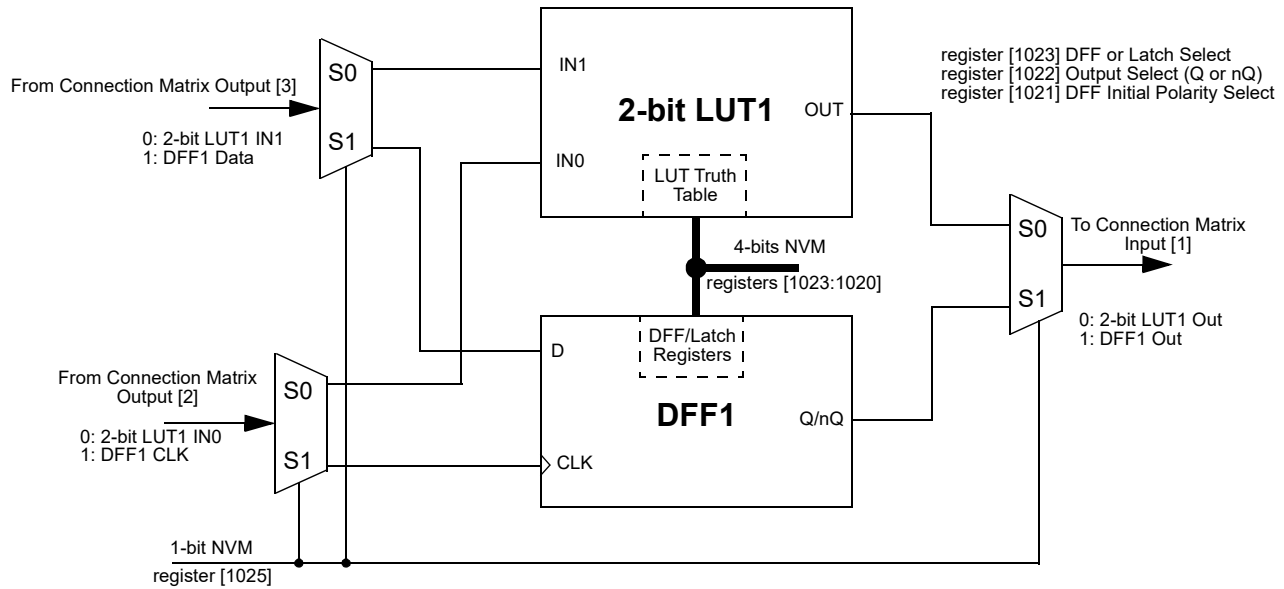 From Connection Matrix Output [3]
0: 2-bit LUT1 IN1
1: DFF1 Data
S0
S1
IN1
IN0
2-bit LUT1
OUT
LUT Truth
Table
register [1023] DFF or Latch Select
register [1022] Output Select (Q or nQ)
register [1021] DFF Initial Polarity Select
4-bits NVM
registers [1023:1020]
S0
S1
To Connection Matrix
Input [1]
0: 2-bit LUT1 Out
1: DFF1 Out
From Connection Matrix
Output [2]
0: 2-bit LUT1 IN0
1: DFF1 CLK
S0
S1
D
DFF/Latch
Registers
DFF1
Q/nQ
CLK
1-bit NVM
register [1025]